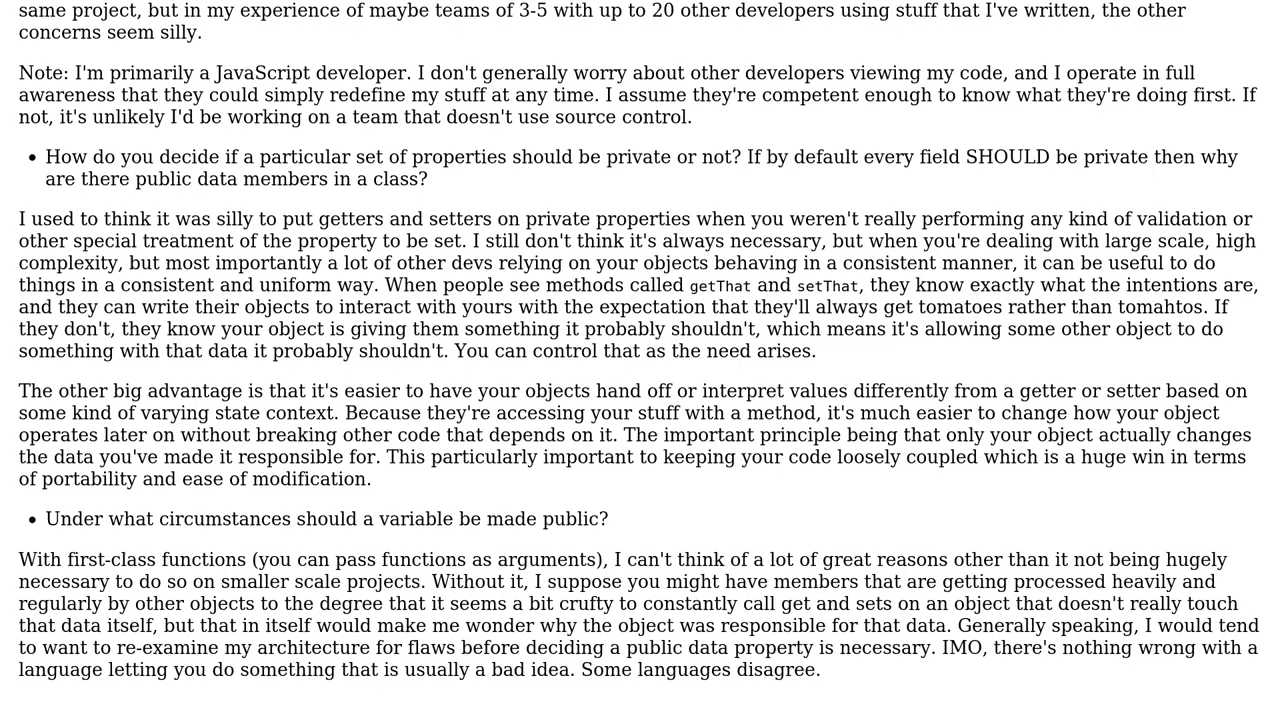 same project, but in my experience of maybe teams of 3-5 with up to 20 other developers using stuff that I've written, the other
concerns seem silly.
Note: I'm primarily a JavaScript developer. I don't generally worry about other developers viewing my code, and I operate in full
awareness that they could simply redefine my stuff at any time. I assume they're competent enough to know what they're doing first. If
not, it's unlikely I'd be working on a team that doesn't use source control.
• How do you decide if a particular set of properties should be private or not? If by default every field SHOULD be private then why
are there public data members in a class?
I used to think it was silly to put getters and setters on private properties when you weren't really performing any kind of validation or
other special treatment of the property to be set. I still don't think it's always necessary, but when you're dealing with large scale, high
complexity, but most importantly a lot of other devs relying on your objects behaving in a consistent manner, it can be useful to do
things in a consistent and uniform way. When people see methods called getThat and setThat, they know exactly what the intentions are,
and they can write their objects to interact with yours with the expectation that they'll always get tomatoes rather than tomahtos. If
they don't, they know your object is giving them something it probably shouldn't, which means it's allowing some other object to do
something with that data it probably shouldn't. You can control that as the need arises.
The other big advantage is that it's easier to have your objects hand off or interpret values differently from a getter or setter based on
some kind of varying state context. Because they're accessing your stuff with a method, it's much easier to change how your object
operates later on without breaking other code that depends on it. The important principle being that only your object actually changes
the data you've made it responsible for. This particularly important to keeping your code loosely coupled which is a huge win in terms
of portability and ease of modification.
• Under what circumstances should a variable be made public?
With first-class functions (you can pass functions as arguments), I can't think of a lot of great reasons other than it not being hugely
necessary to do so on smaller scale projects. Without it, I suppose you might have members that are getting processed heavily and
regularly by other objects to the degree that it seems a bit crufty to constantly call get and sets on an object that doesn't really touch
that data itself, but that in itself would make me wonder why the object was responsible for that data. Generally speaking, I would tend
to want to re-examine my architecture for flaws before deciding a public data property is necessary. IMO, there's nothing wrong with a
language letting you do something that is usually a bad idea. Some languages disagree.